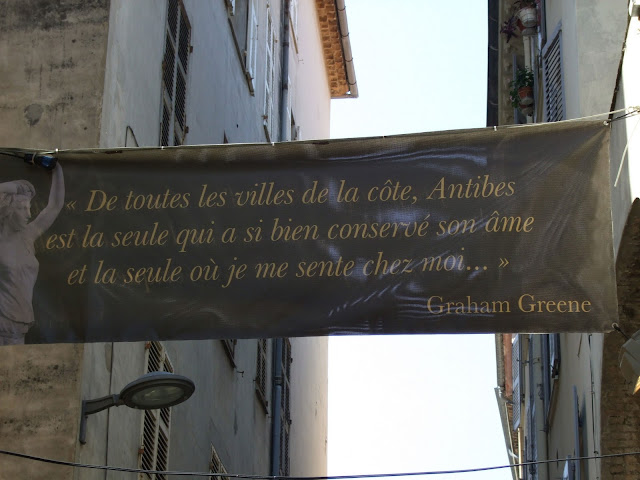 « De toutes les villes de la côte, Antibes
est la seule qui a si bien conservé son âme
et la seule où je me sente chez moi... »
Graham Greene